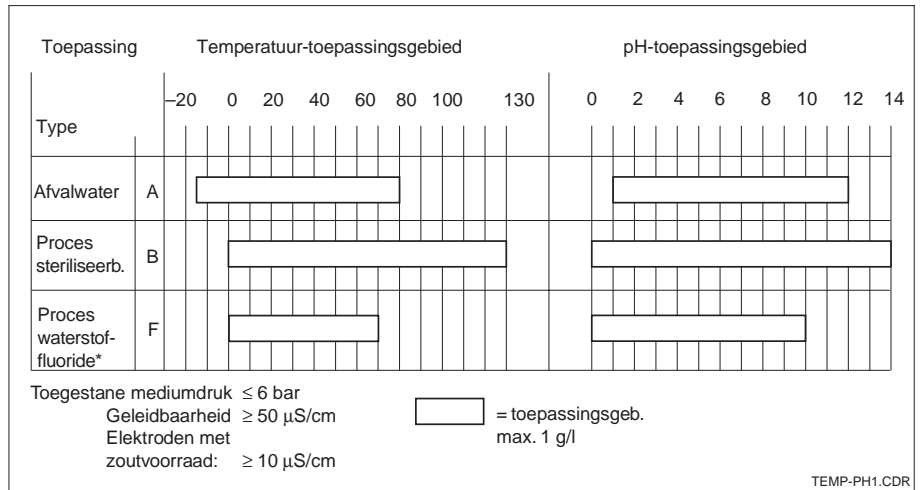 Toepassing Temperatuur-toepassingsgebied pH-toepassingsgebied
–20 0 20 40 60 80 100 130 0 2 4 6 8 10 12 14
Type
Afvalwater A
Proces
steriliseerb. B
Proces
waterstof- F
fluoride*
Toegestane mediumdruk ≤ 6 bar
Geleidbaarheid ≥ 50 µS/cm = toepassingsgeb.
Elektroden met max. 1 g/l
zoutvoorraad: ≥ 10 µS/cm
TEMP-PH1.CDR